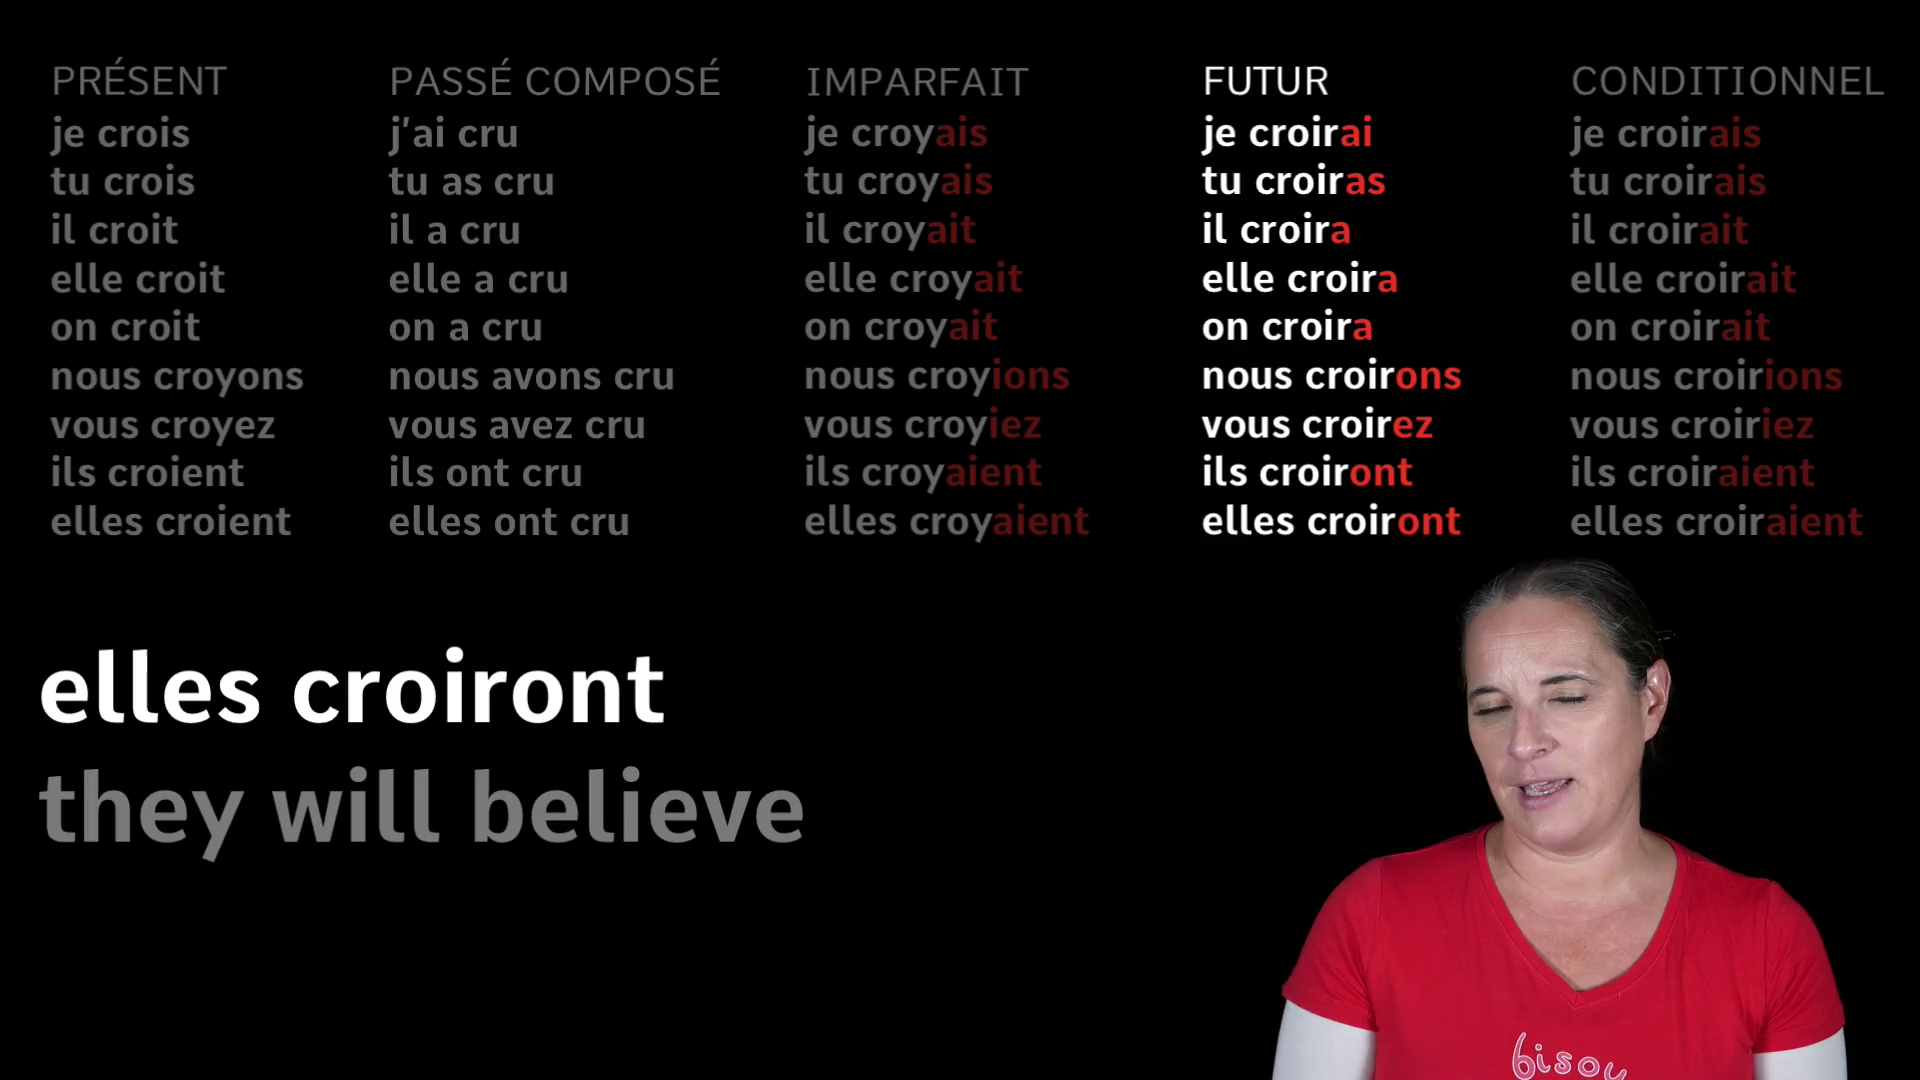 PRÉSENT
je crois
tu crois
il croit
elle croit
on croit
nous croyons
vous croyez
ils croient
elles croient
PASSÉ COMPOSÉ
j'ai cru
tu as cru
il a cru
elle a cru
on a cru
nous avons cru
vous avez cru
ils ont cru
elles ont cru
IMPARFAIT
je croyais
tu croyais
il croyait
elle croyait
on croyait
nous croyions
vous croyiez
ils croyaient
elles croyaient
FUTUR
je croirai
tu croiras
il croira
elle croira
on croira
nous croirons
vous croirez
ils croiront
elles croiront
CONDITIONNEL
je croirais
tu croirais
il croirait
elle croirait
on croirait
nous croirions
vous croiriez
ils croiraient
elles croiraient
elles croiront
they will believe
bisou